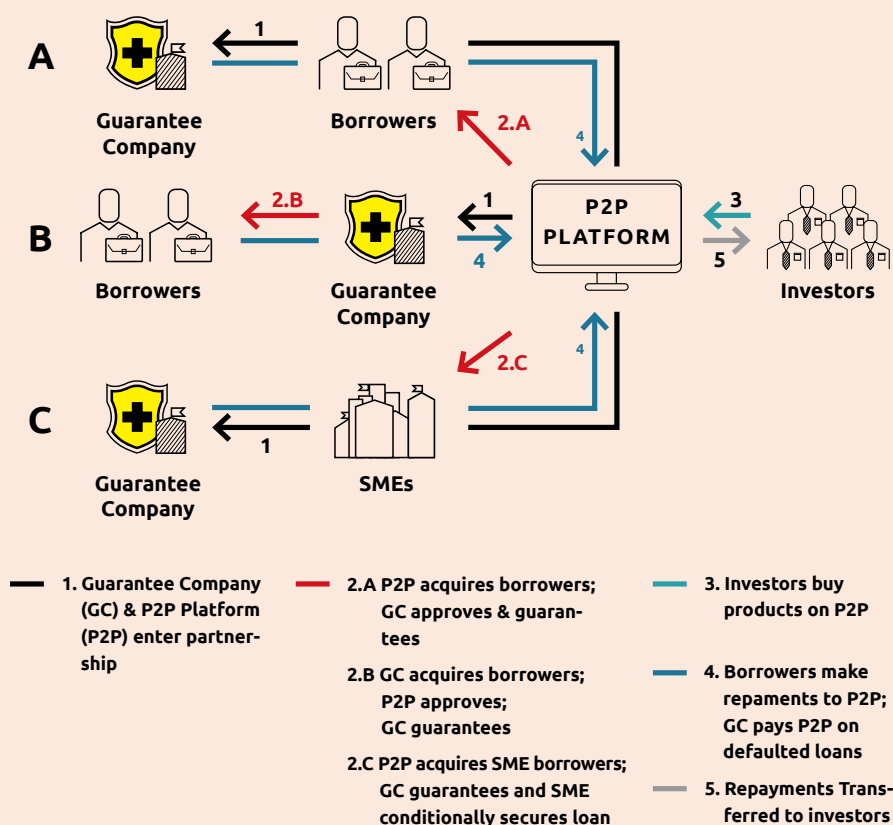 A
1
Guarantee
Company
Borrowers
2.A
4
B
2.B
Borrowers
1
4
Guarantee
Company
P2P
PLATFORM
3
5
Investors
2.C
4
C
1
Guarantee
Company
SMEs
1. Guarantee Company
(GC) & P2P Platform
(P2P) enter partner-
ship
2.A P2P acquires borrowers;
GC approves & guaran-
tees
2.B GC acquires borrowers;
P2P approves;
GC guarantees
2.C P2P acquires SME borrowers;
GC guarantees and SME
conditionally secures loan
3. Investors buy
products on P2P
4. Borrowers make
repaments to P2P;
GC pays P2P on
defaulted loans
5. Repayments Trans-
ferred to investors